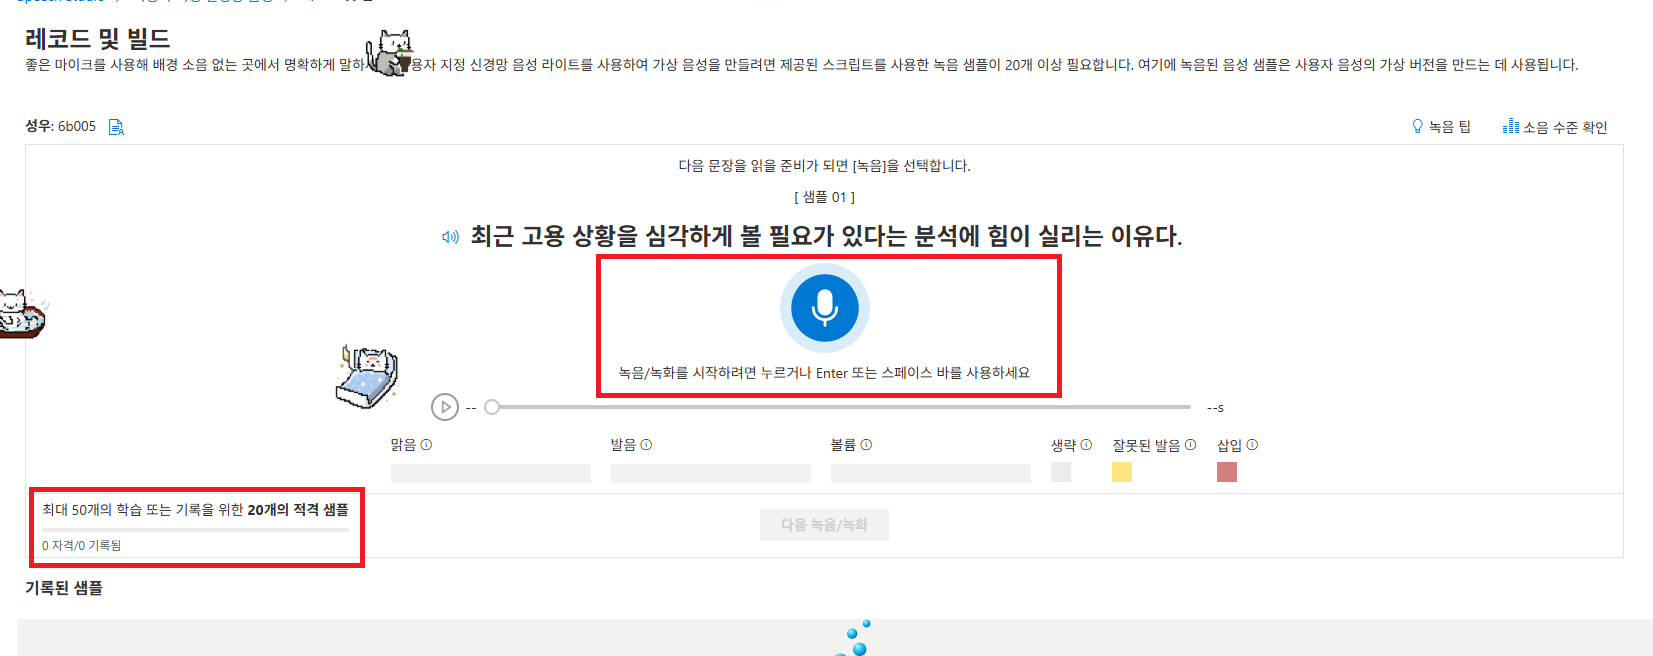 레코드 및 빌드
좋은 마이크를 사용해 배경 소음 없는 곳에서 명확하게 말하 용자 지정 신경망 음성 라이트를 사용하여 가상 음성을 만들려면 제공된 스크립트를 사용한 녹음 샘플이 20개 이상 필요합니다. 여기에 녹음된 음성 샘플은 사용자 음성의 가상 버전을 만드는 데 사용됩니다.
성우: 6b005
녹음 팁 소음 수준 확인
다음 문장을 읽을 준비가 되면 [녹음]을 선택합니다.
[ 샘플 01 ]
최근 고용 상황을 심각하게 볼 필요가 있다는 분석에 힘이 실리는 이유다.
녹음/녹화를 시작하려면 누르거나 Enter 또는 스페이스 바를 사용하세요
-- --s
맑음 발음 볼륨 생략 잘못된 발음 삽입
최대 50개의 학습 또는 기록을 위한 20개의 적격 샘플
0 자격/0 기록됨
다음 녹음/녹화
기록된 샘플